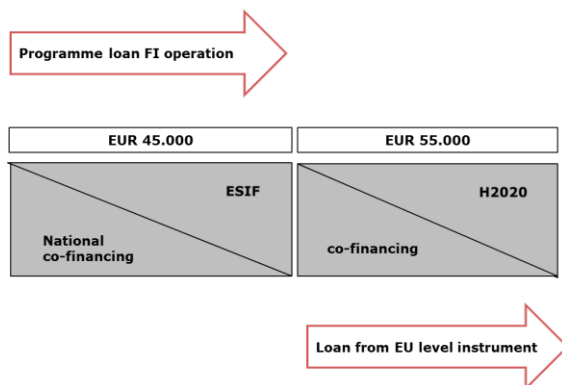 Programme loan FI operation
EUR 45.000
EUR 55.000
ESIF
H2020
National
co-financing
co-financing
Loan from EU level instrument